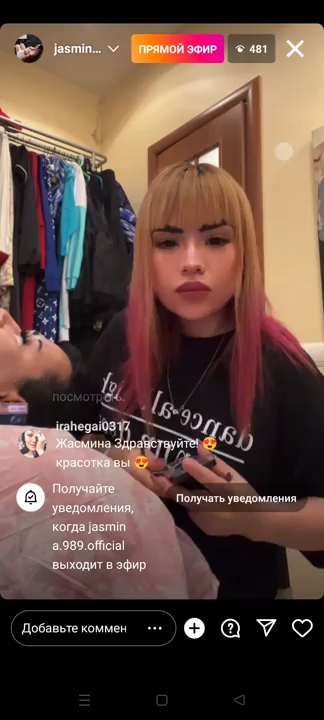 jasmin...
ПРЯМОЙ ЭФИР
481
посмотреть.
irahegai0317
Жасмина Здравствуйте! 😍
красотка вы 😍
Получайте
уведомления,
когда jasmin
a.989.official
выходит в эфир
Получать уведомления
Добавьте коммен